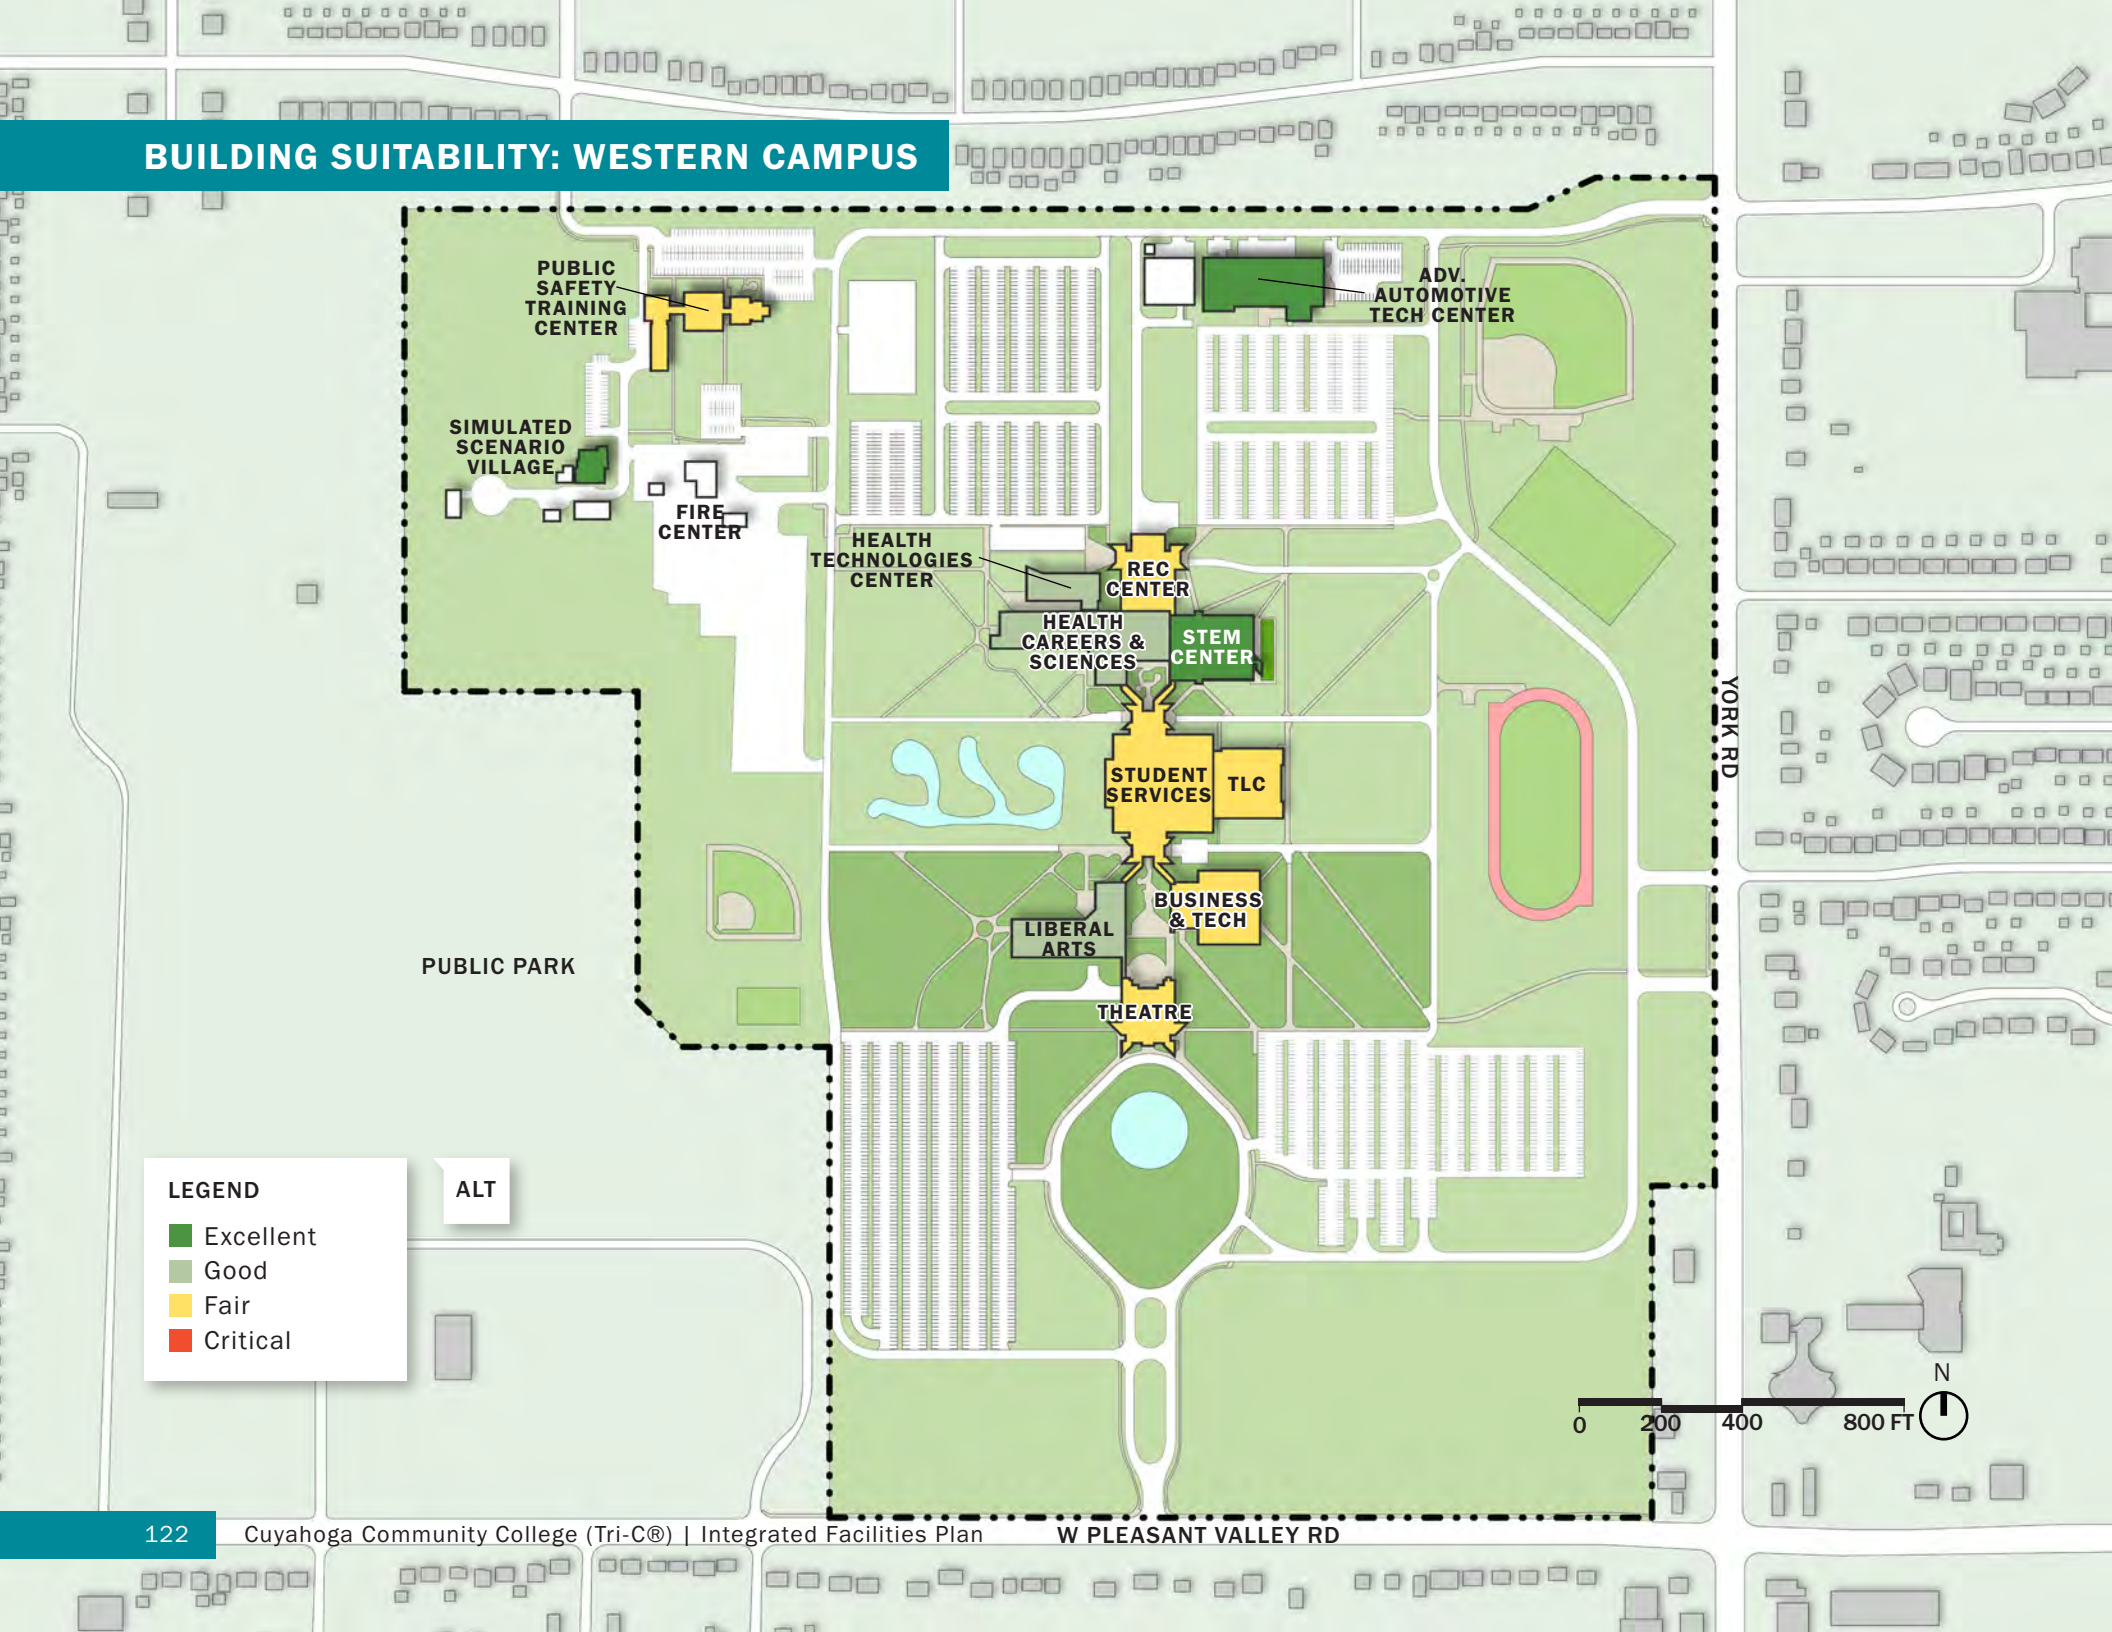 BUILDING SUITABILITY: WESTERN CAMPUS
PUBLIC
SAFETY
TRAINING
CENTER
ADV.
AUTOMOTIVE
TECH CENTER
SIMULATED
SCENARIO
VILLAGE
FIRE
CENTER
HEALTH
TECHNOLOGIES
CENTER
REC
CENTER
HEALTH
CAREERS &
SCIENCES
STEM
CENTER
YORK RD
STUDENT
SERVICES
TLC
BUSINESS
& TECH
LIBERAL
ARTS
PUBLIC PARK
THEATRE
LEGEND
Excellent
Good
Fair
Critical
ALT
N
0 200 400 800 FT
122
Cuyahoga Community College (Tri-C®) | Integrated Facilities Plan
W PLEASANT VALLEY RD